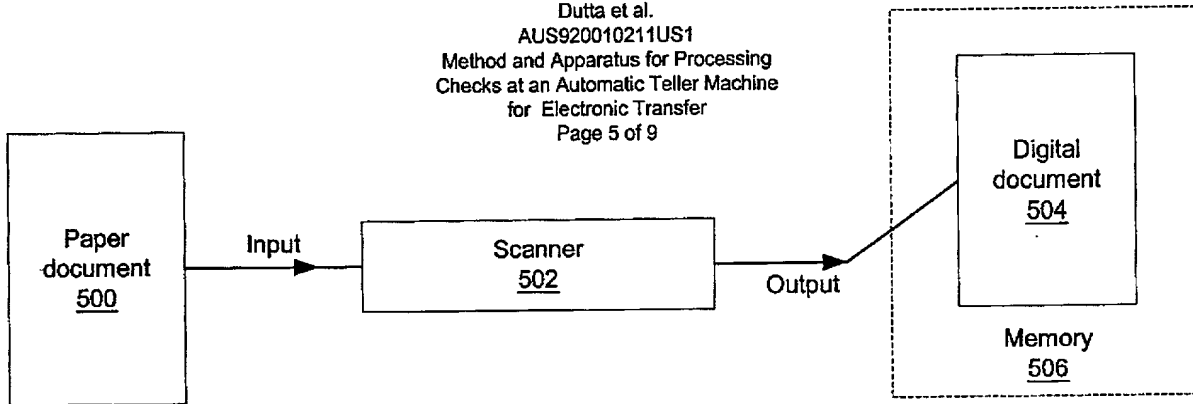 Dutta et al.
AUS920010211US1
Method and Apparatus for Processing
Checks at an Automatic Teller Machine
for Electronic Transfer
Page 5 of 9
Paper
document
500
Input
Scanner
502
Output
Digital
document
504
Memory
506